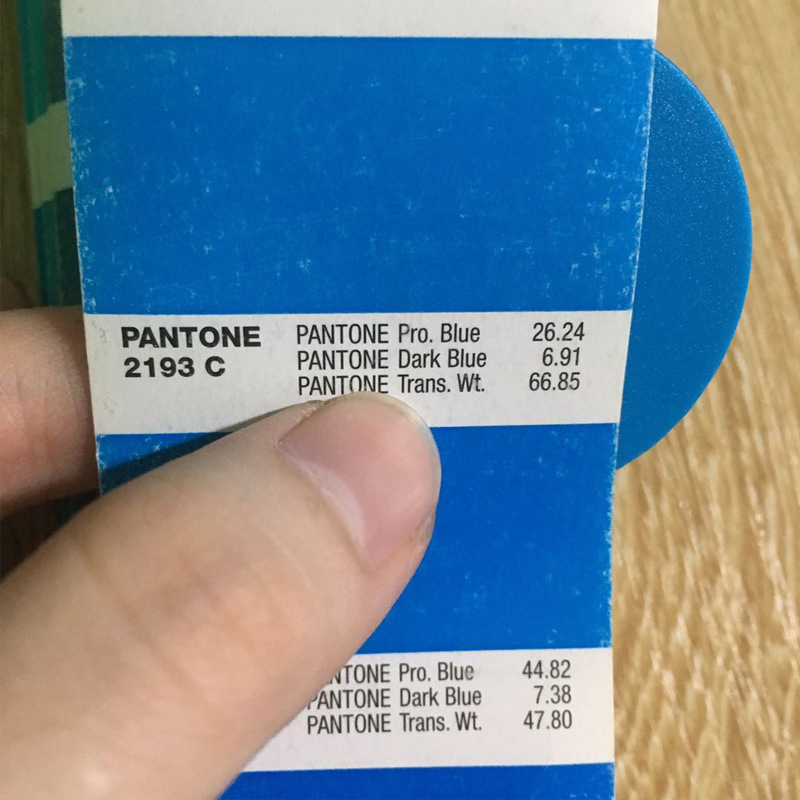 PANTONE
2193 C
PANTONE Pro. Blue 26.24
PANTONE Dark Blue 6.91
PANTONE Trans. Wt. 66.85
Pro. Blue 44.82
PANTONE Dark Blue 7.38
PANTONE Trans. Wt. 47.80